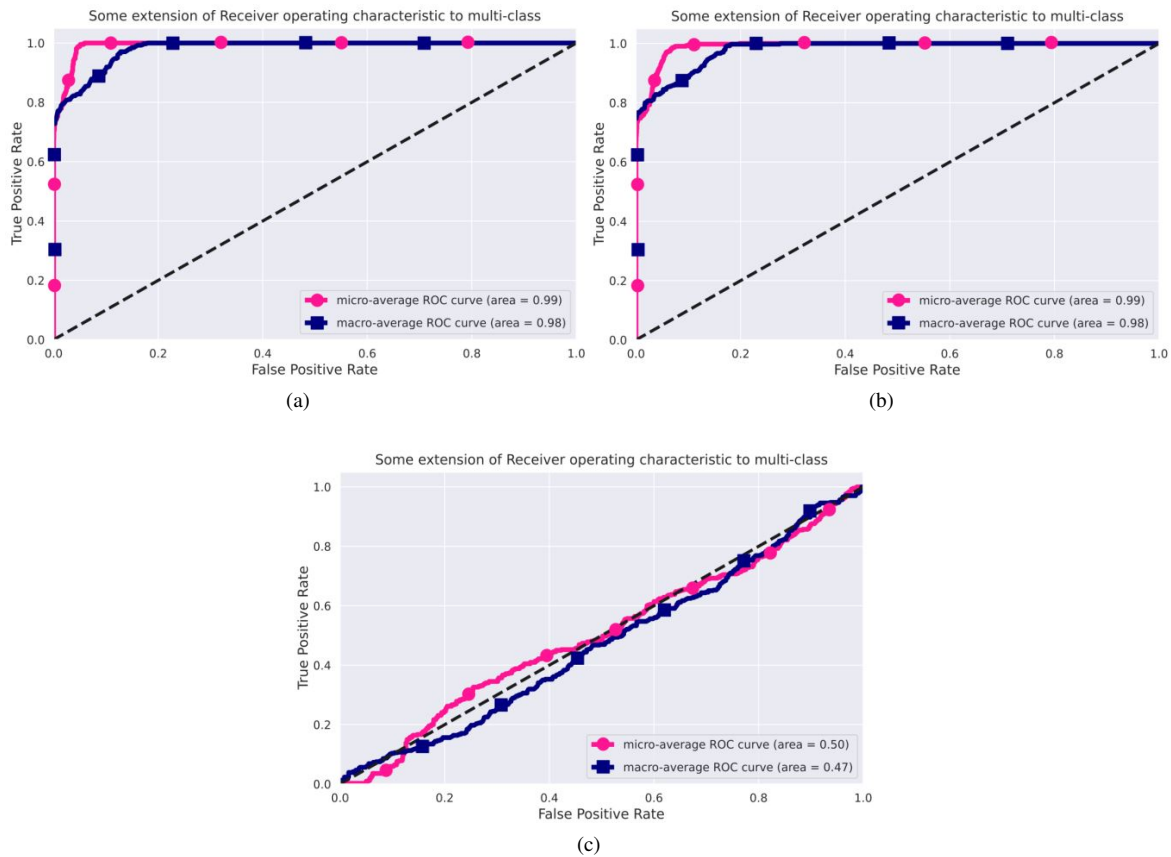 Some extension of Receiver operating characteristic to multi-class
1.0
0.8
0.6
0.4
0.2
0.0
True Positive Rate
micro-average ROC curve (area = 0.99)
macro-average ROC curve (area = 0.98)
0.0 0.2 0.4 0.6 0.8 1.0
False Positive Rate
(a)
Some extension of Receiver operating characteristic to multi-class
1.0
0.8
0.6
0.4
0.2
0.0
True Positive Rate
micro-average ROC curve (area = 0.99)
macro-average ROC curve (area = 0.98)
0.0 0.2 0.4 0.6 0.8 1.0
False Positive Rate
(b)
Some extension of Receiver operating characteristic to multi-class
1.0
0.8
0.6
0.4
0.2
0.0
True Positive Rate
micro-average ROC curve (area = 0.50)
macro-average ROC curve (area = 0.47)
0.0 0.2 0.4 0.6 0.8 1.0
False Positive Rate
(c)